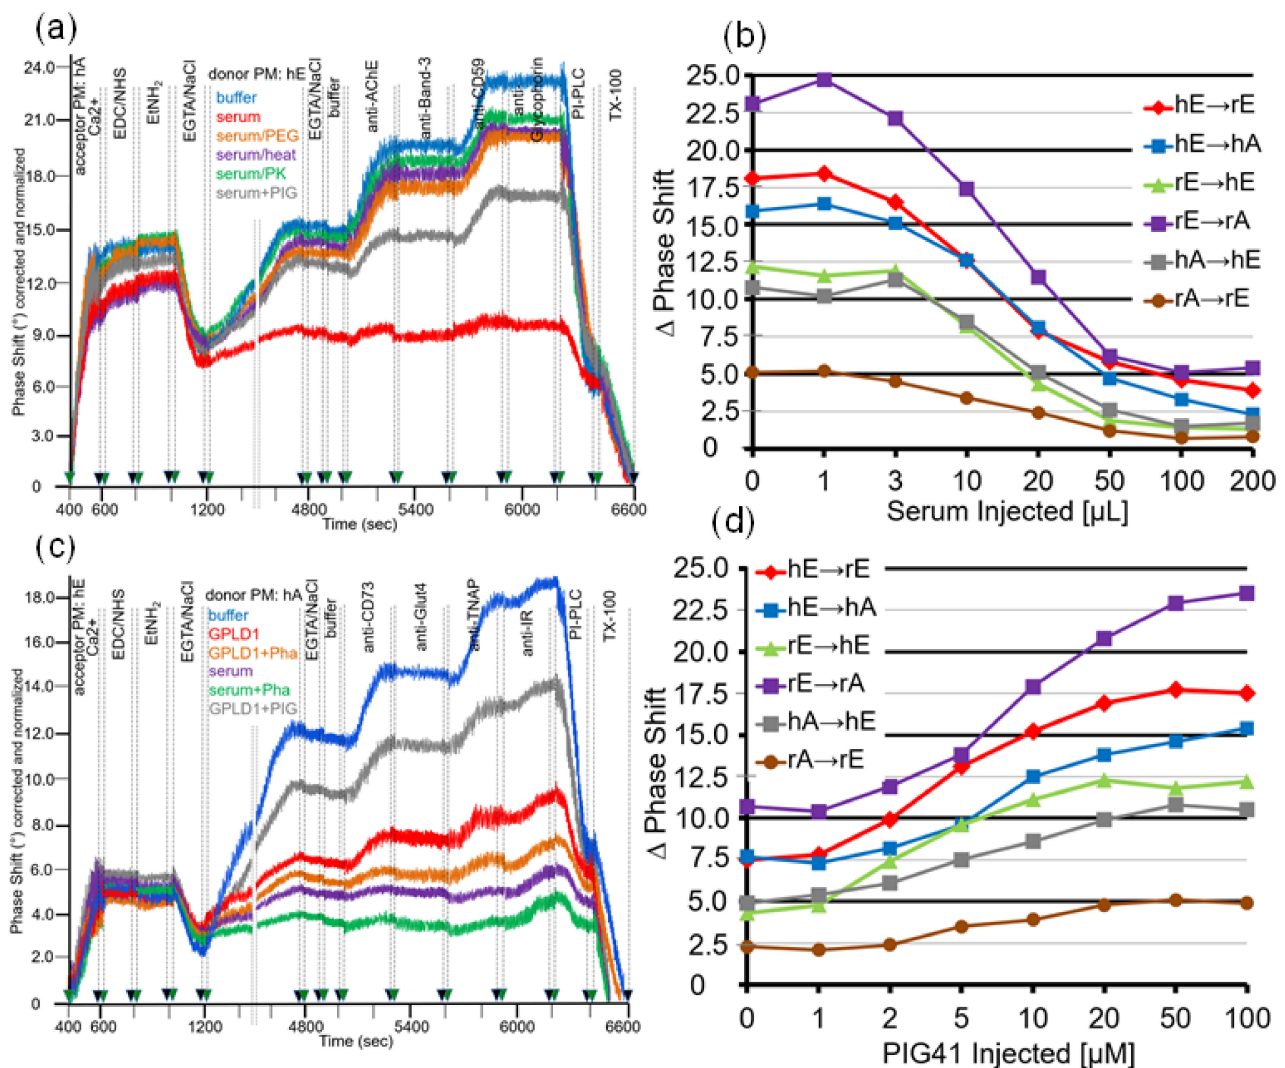 (a)
Phase Shift (°) corrected and normalized
24.0
21.0
18.0
15.0
12.0
9.0
6.0
3.0
0
acceptor PM: hA
Ca2+
EDC/NHS
EtNH2
EGTA/NaCl
donor PM: hE
buffer
serum
serum/PEG
serum/heat
serum/PK
serum+PIG
EGTA/NaCl
buffer
anti-AChE
anti-Band-3
anti-CD59
anti-
Glycophorin
PI-PLC
TX-100
400 600 1200 4800 5400 6000 6600
Time (sec)
(b)
Δ Phase Shift
25.0
22.5
20.0
17.5
15.0
12.5
10.0
7.5
5.0
2.5
0
hE→rE
hE→hA
rE→hE
rE→rA
hA→hE
rA→rE
0 1 3 10 20 50 100 200
Serum Injected [µL]
(c)
Phase Shift (°) corrected and normalized
18.0
16.0
14.0
12.0
10.0
8.0
6.0
4.0
2.0
0
acceptor PM: hE
Ca2+
EDC/NHS
EtNH2
EGTA/NaCl
donor PM: hA
buffer
GPLD1
GPLD1+Pha
serum
serum+Pha
GPLD1+PIG
EGTA/NaCl
buffer
anti-CD73
anti-Glut4
anti-TNAP
anti-IR
PI-PLC
TX-100
400 600 1200 4800 5400 6000 6600
Time (sec)
(d)
Δ Phase Shift
25.0
22.5
20.0
17.5
15.0
12.5
10.0
7.5
5.0
2.5
0
hE→rE
hE→hA
rE→hE
rE→rA
hA→hE
rA→rE
0 1 2 5 10 20 50 100
PIG41 Injected [µM]